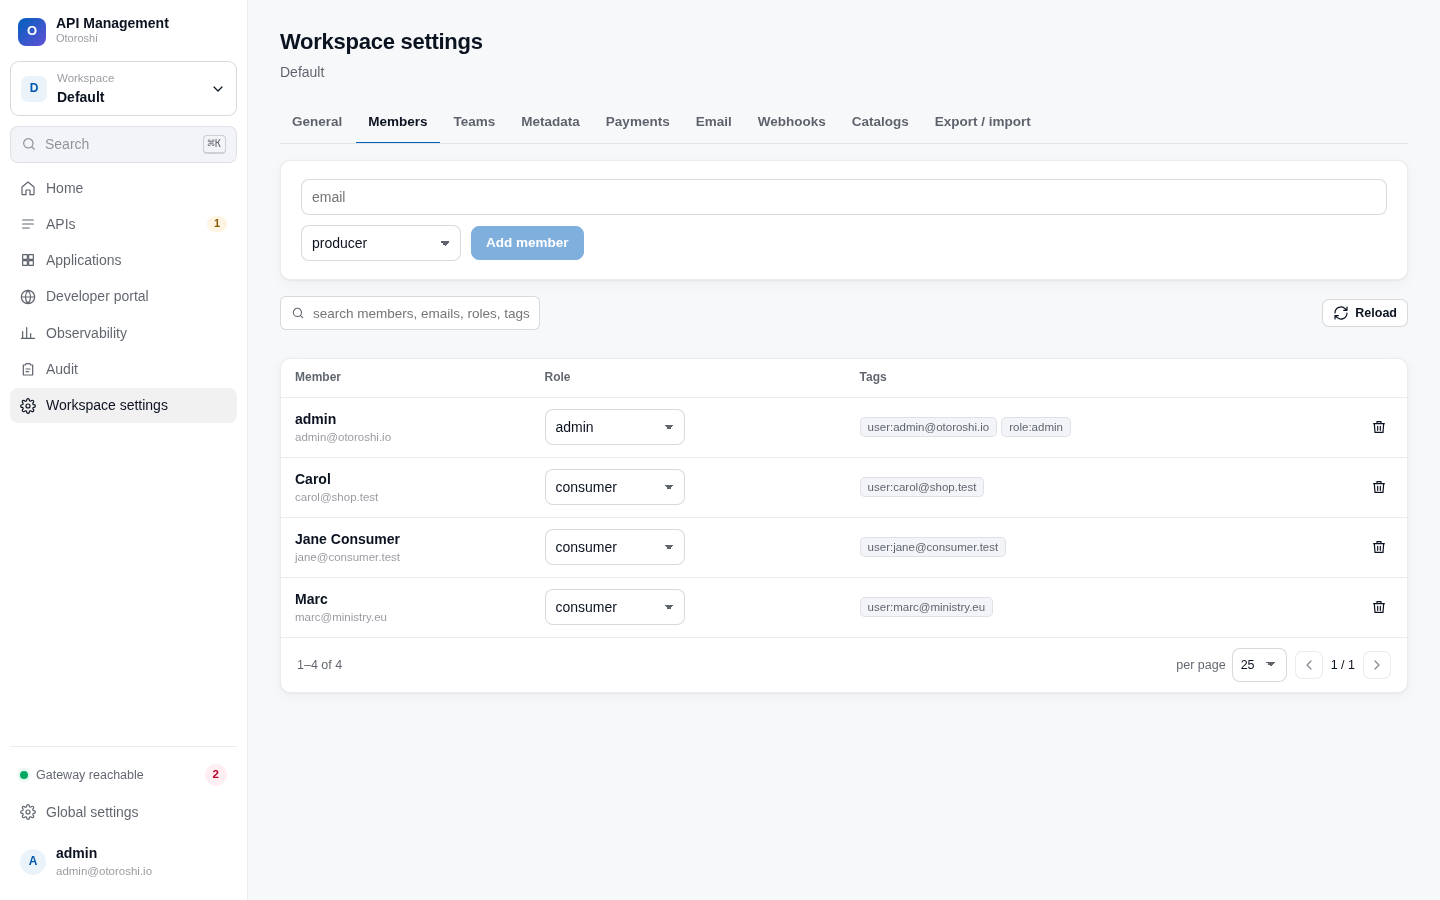 O
API Management
Otoroshi
D
Workspace
Default
Search
⌘K
Home
APIs
1
Applications
Developer portal
Observability
Audit
Workspace settings
Gateway reachable
2
Global settings
A
admin
admin@otoroshi.io
Workspace settings
Default
General Members Teams Metadata Payments Email Webhooks Catalogs Export / import
email
producer
Add member
search members, emails, roles, tags
Reload
Member Role Tags
admin
admin@otoroshi.io
admin
user:admin@otoroshi.io role:admin
Carol
carol@shop.test
consumer
user:carol@shop.test
Jane Consumer
jane@consumer.test
consumer
user:jane@consumer.test
Marc
marc@ministry.eu
consumer
user:marc@ministry.eu
1–4 of 4
per page 25 1 / 1